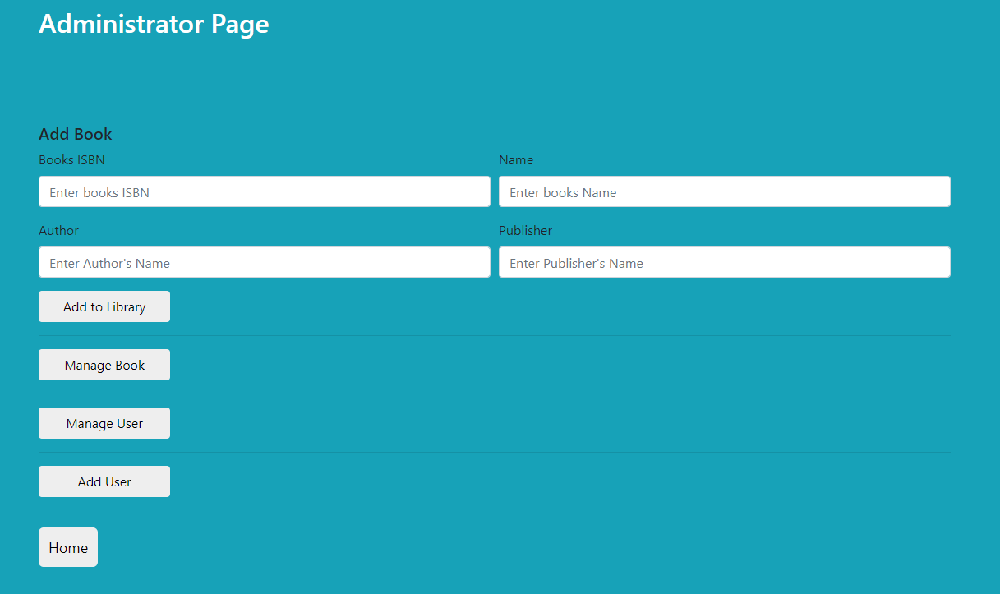 Administrator Page
Add Book
Books ISBN
Name
Enter books ISBN
Enter books Name
Author
Publisher
Enter Author's Name
Enter Publisher's Name
Add to Library
Manage Book
Manage User
Add User
Home